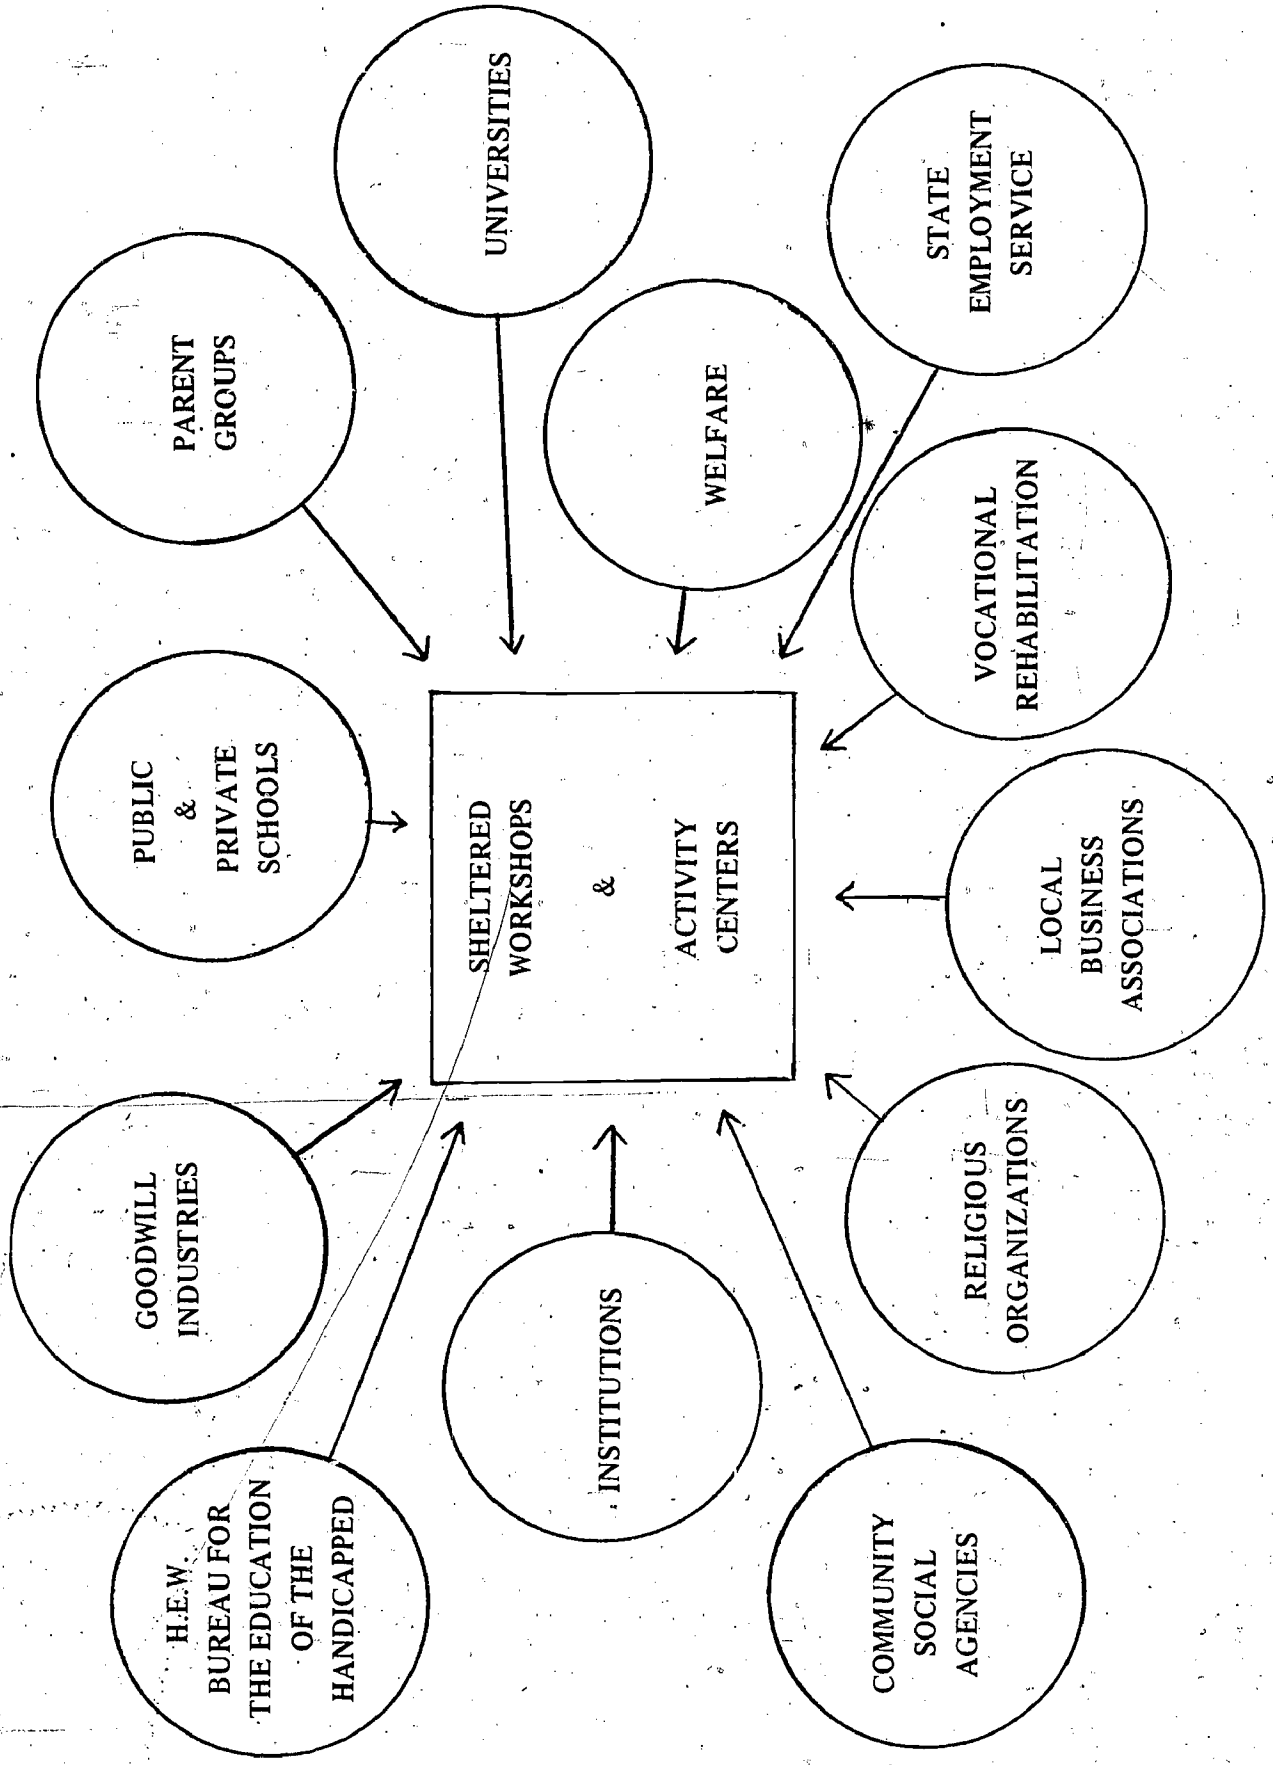 H.E.W.
BUREAU FOR
THE EDUCATION
OF THE
HANDICAPPED
GOODWILL
INDUSTRIES
PUBLIC
&
PRIVATE
SCHOOLS
PARENT
GROUPS
UNIVERSITIES
INSTITUTIONS
SHELTERED
WORKSHOPS
&
ACTIVITY
CENTERS
WELFARE
STATE
EMPLOYMENT
SERVICE
COMMUNITY
SOCIAL
AGENCIES
RELIGIOUS
ORGANIZATIONS
LOCAL
BUSINESS
ASSOCIATIONS
VOCATIONAL
REHABILITATION